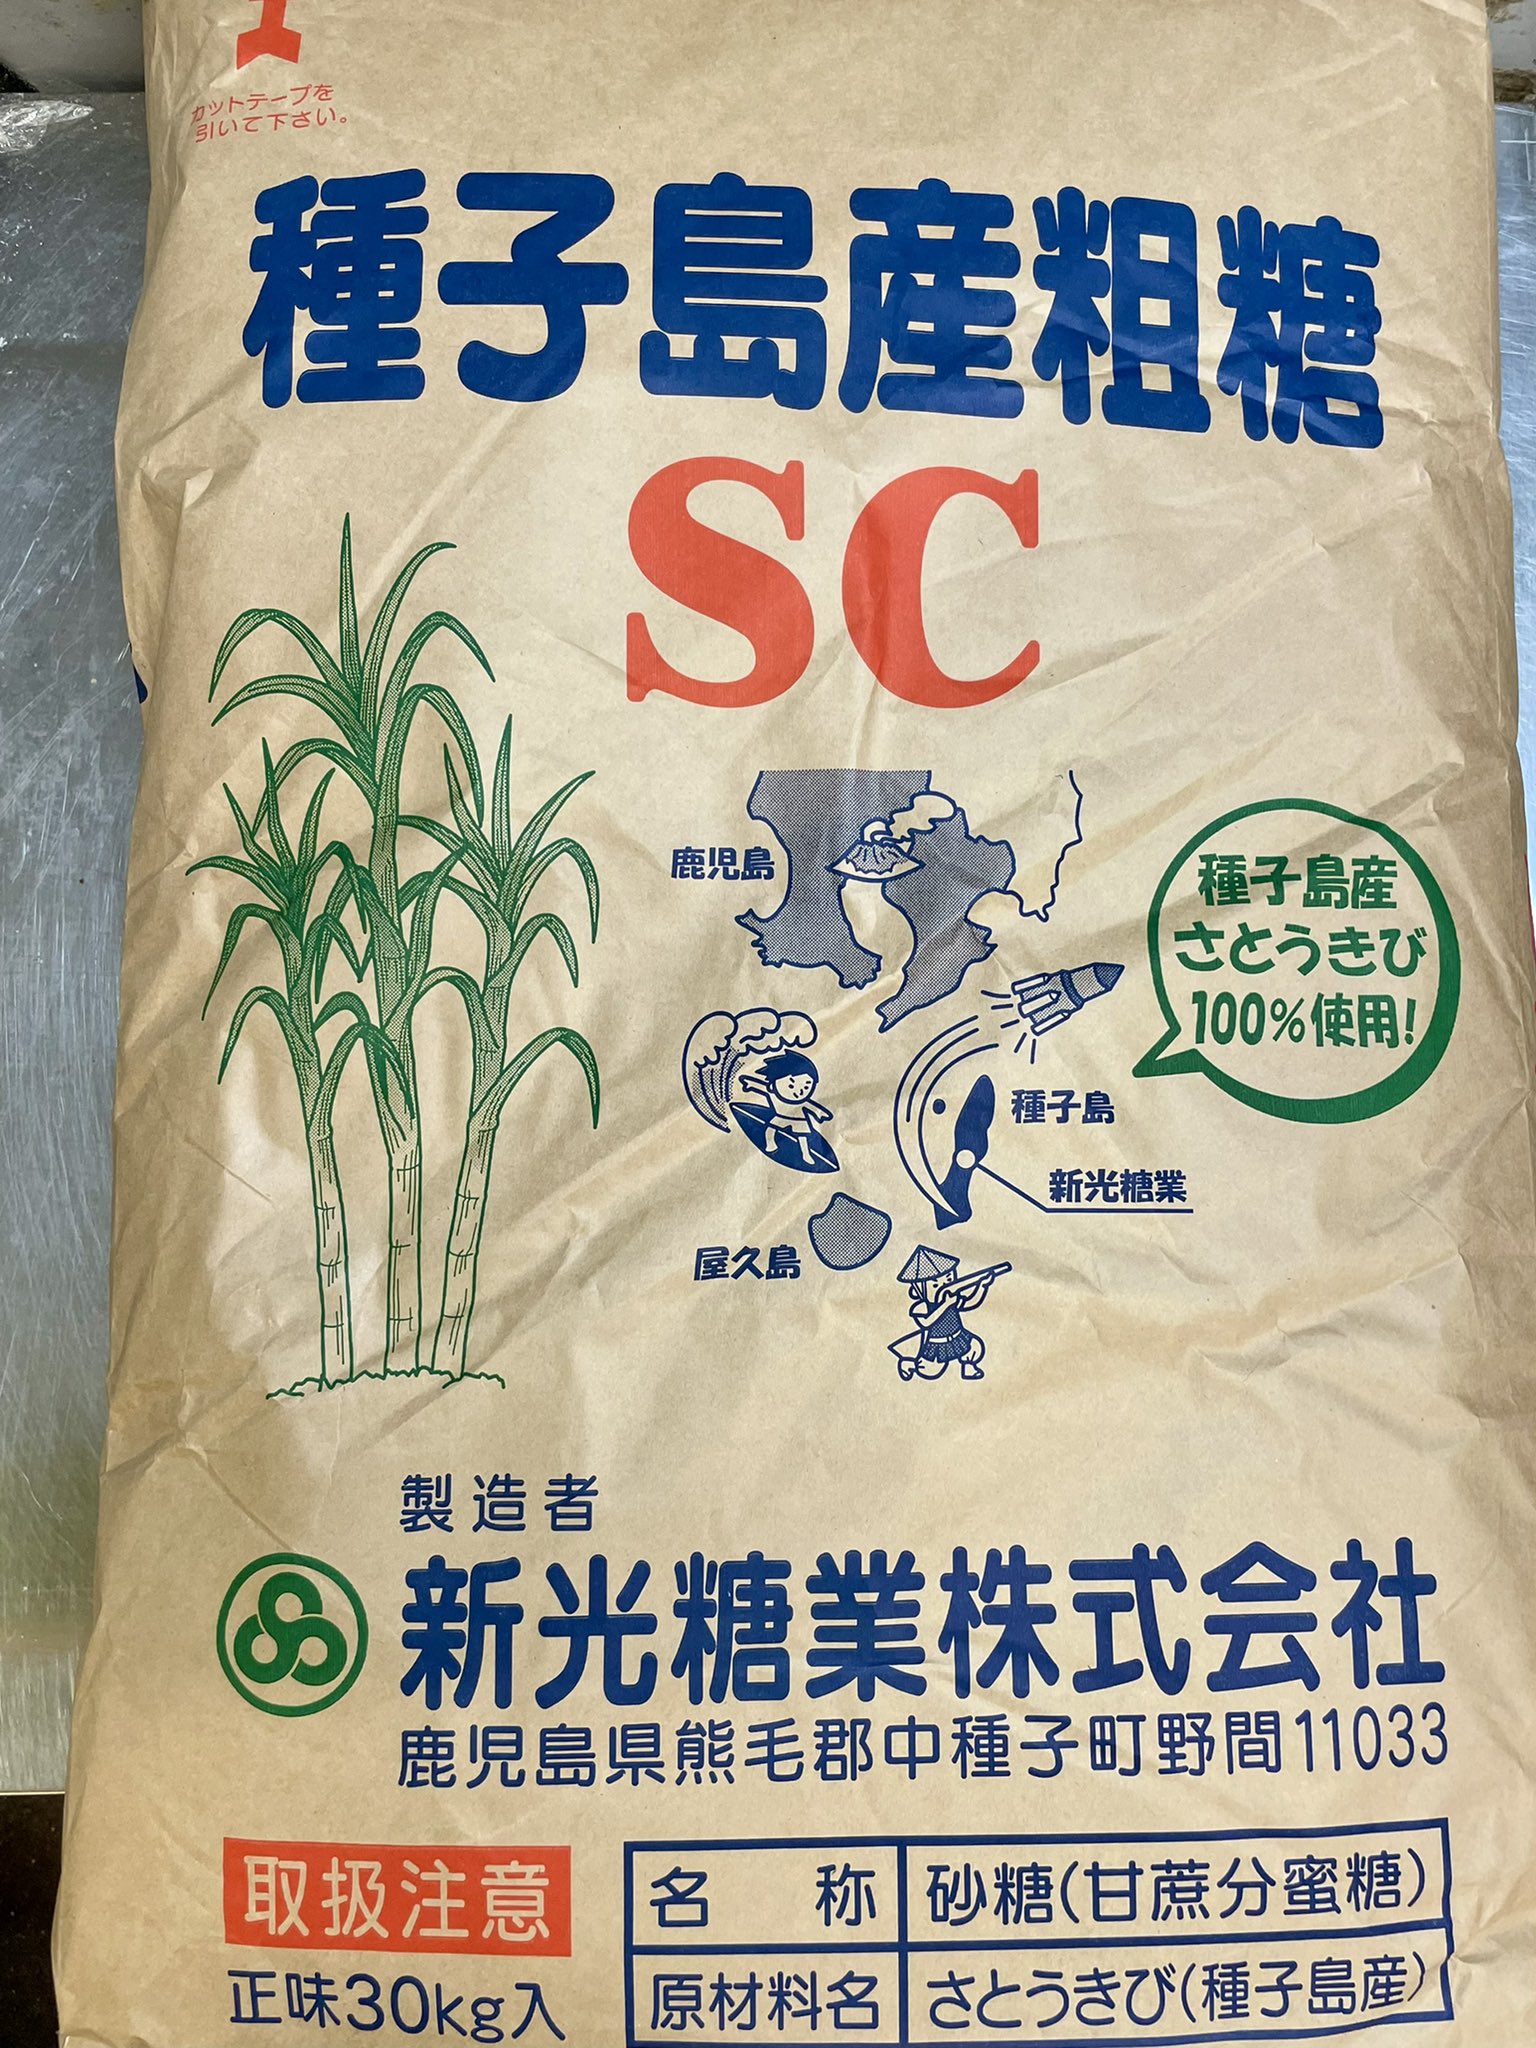 カットテープを
引いて下さい。
種子島産粗糖
SC
鹿児島
種子島産
さとうきび
100%使用!
種子島
新光糖業
屋久島
製造者
新光糖業株式会社
鹿児島県熊毛郡中種子町野間11033
取扱注意
正味30kg入
名称 砂糖(甘蔗分蜜糖)
原材料名 さとうきび(種子島産)